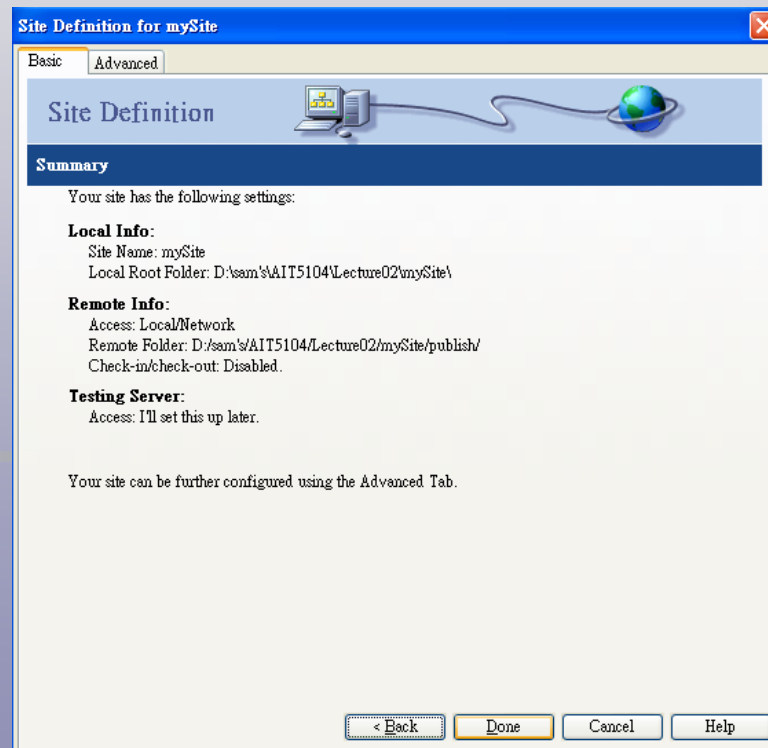 Site Definition for mySite
Basic Advanced
Site Definition
Summary
Your site has the following settings:
Local Info:
Site Name: mySite
Local Root Folder: D:\sam's\AIT5104\Lecture02\mySite\
Remote Info:
Access: Local/Network
Remote Folder: D:/sam's/AIT5104/Lecture02/mySite/publish/
Check-in/check-out: Disabled.
Testing Server:
Access: I'll set this up later.
Your site can be further configured using the Advanced Tab.
< Back Done Cancel Help